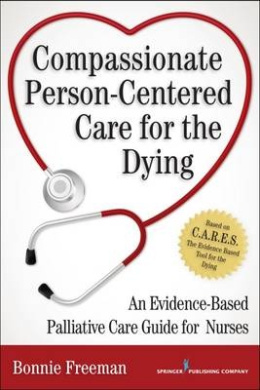 Compassionate
Person-Centered
Care for the
Dying
Based on
C.A.R.E.S.
The Evidence Based
Tool for the
Dying
An Evidence-Based
Palliative Care Guide for Nurses
Bonnie Freeman
SPRINGER PUBLISHING COMPANY